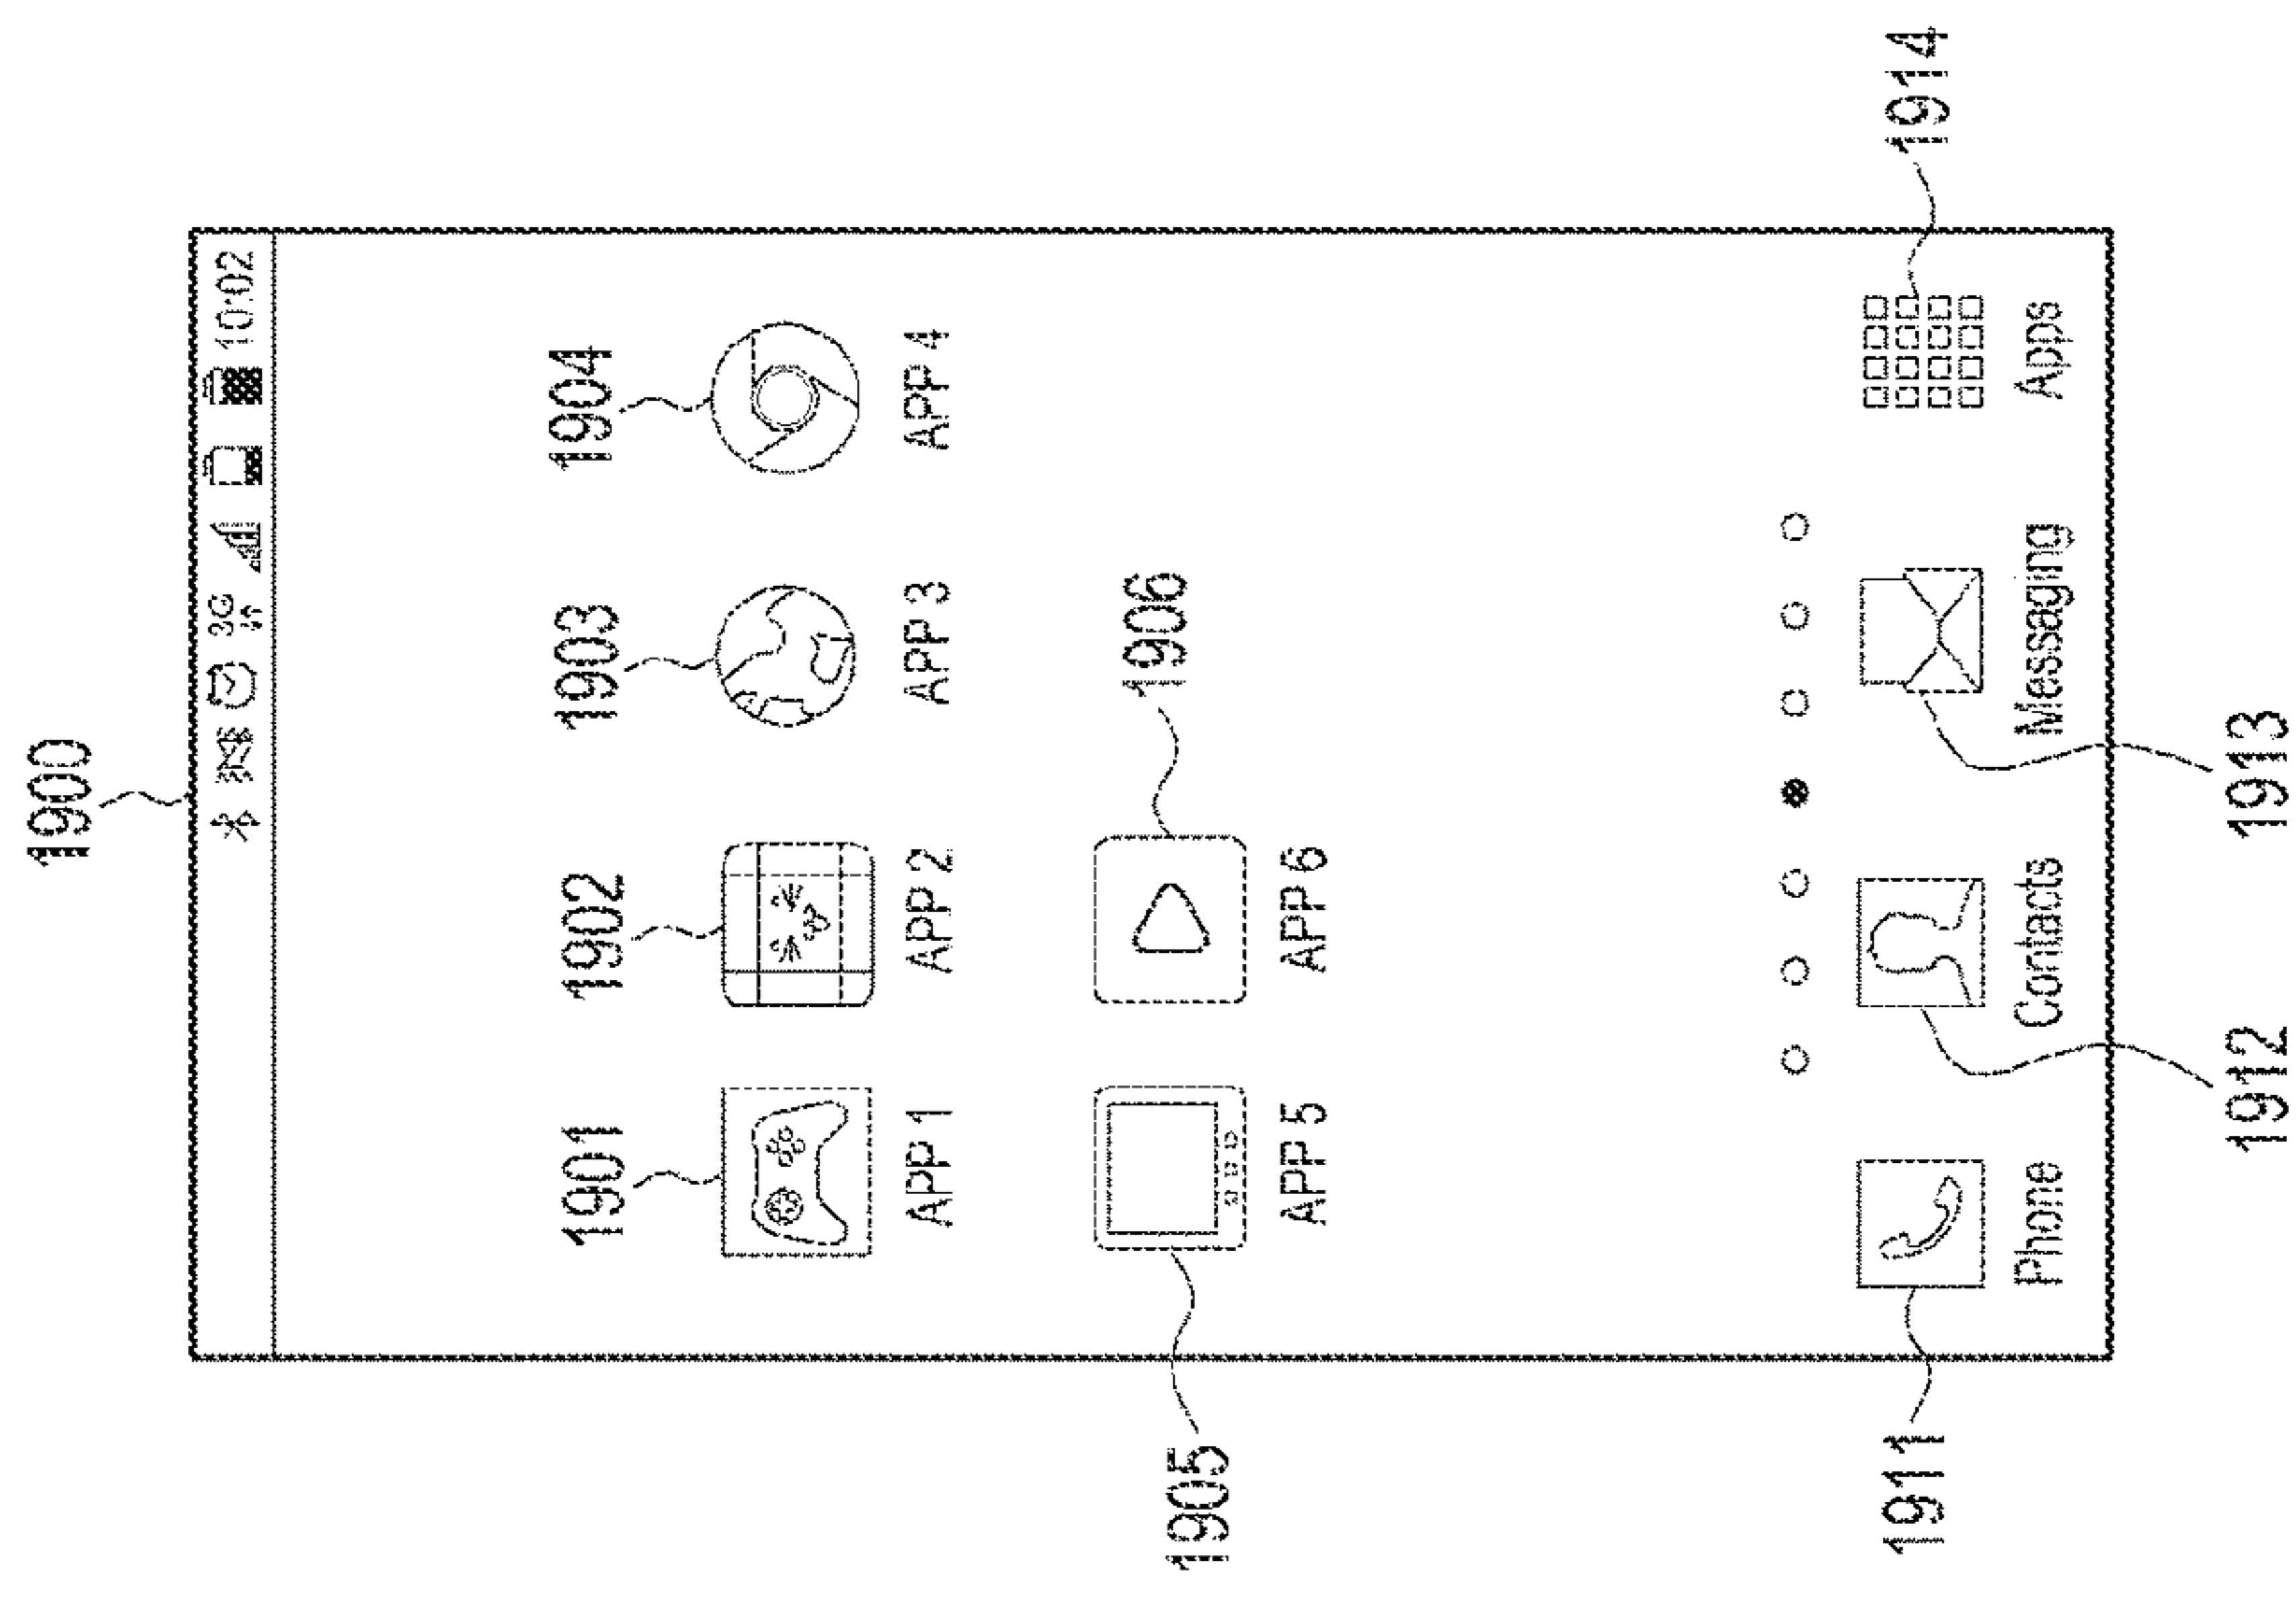 1900
3G 10:02
1901 1902 1903 1904
APP 1 APP 2 APP 3 APP 4
1906
1905
APP 5 APP 6
1911 1914
Phone Contacts Messaging Apps
1912 1913